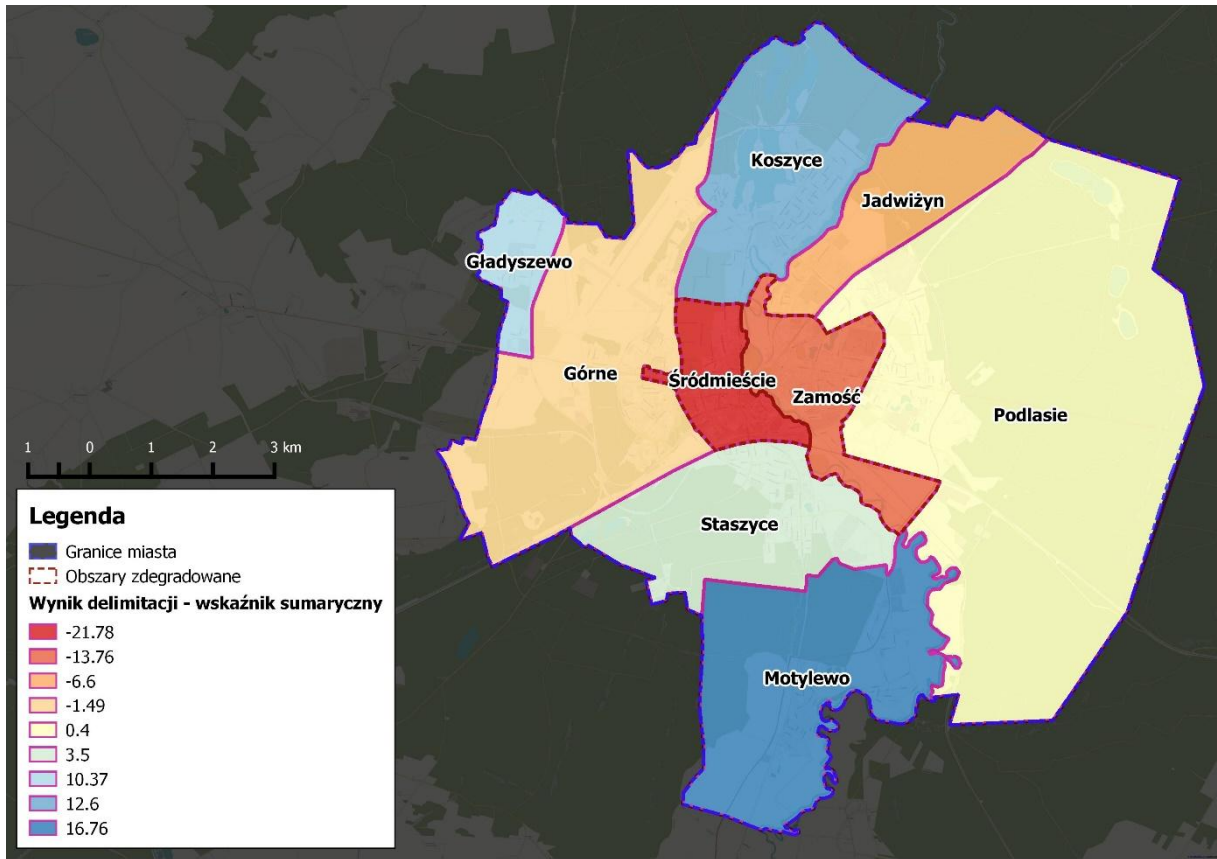 Koszyce
Jadwiżyn
Gładyszewo
Górne
Śródmieście
Zamość
Podlasie
Staszyce
Motylewo
1 0 1 2 3 km
Legenda
Granice miasta
Obszary zdegradowane
Wynik delimitacji - wskaźnik sumaryczny
-21.78
-13.76
-6.6
-1.49
0.4
3.5
10.37
12.6
16.76